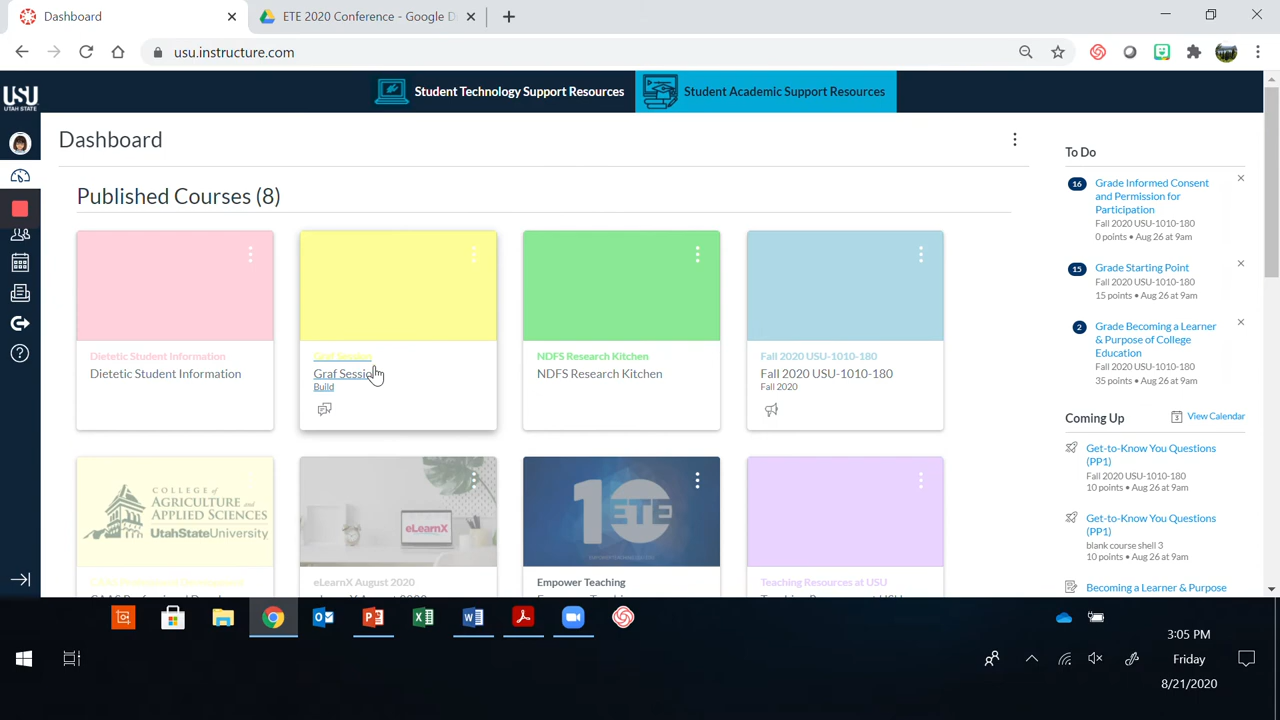 Dashboard
ETE 2020 Conference - Google D
usu.instructure.com
USU
UTAH STATE
Student Technology Support Resources
Student Academic Support Resources
Dashboard
Published Courses (8)
Dietetic Student Information
Dietetic Student Information
Graf Session
Graf Sessi
Build
NDFS Research Kitchen
NDFS Research Kitchen
Fall 2020 USU-1010-180
Fall 2020 USU-1010-180
Fall 2020
COLLEGE of
AGRICULTURE and
APPLIED SCIENCES
UtahStateUniversity
eLearnX
eLearnX August 2020
10 ETE
Empower Teaching
Teaching Resources at USU
To Do
16
Grade Informed Consent
and Permission for
Participation
Fall 2020 USU-1010-180
0 points • Aug 26 at 9am
15
Grade Starting Point
Fall 2020 USU-1010-180
15 points • Aug 26 at 9am
2
Grade Becoming a Learner
& Purpose of College
Education
Fall 2020 USU-1010-180
35 points • Aug 26 at 9am
Coming Up
View Calendar
Get-to-Know You Questions
(PP1)
Fall 2020 USU-1010-180
10 points • Aug 26 at 9am
Get-to-Know You Questions
(PP1)
blank course shell 3
10 points • Aug 26 at 9am
Becoming a Learner & Purpose
3:05 PM
Friday
8/21/2020